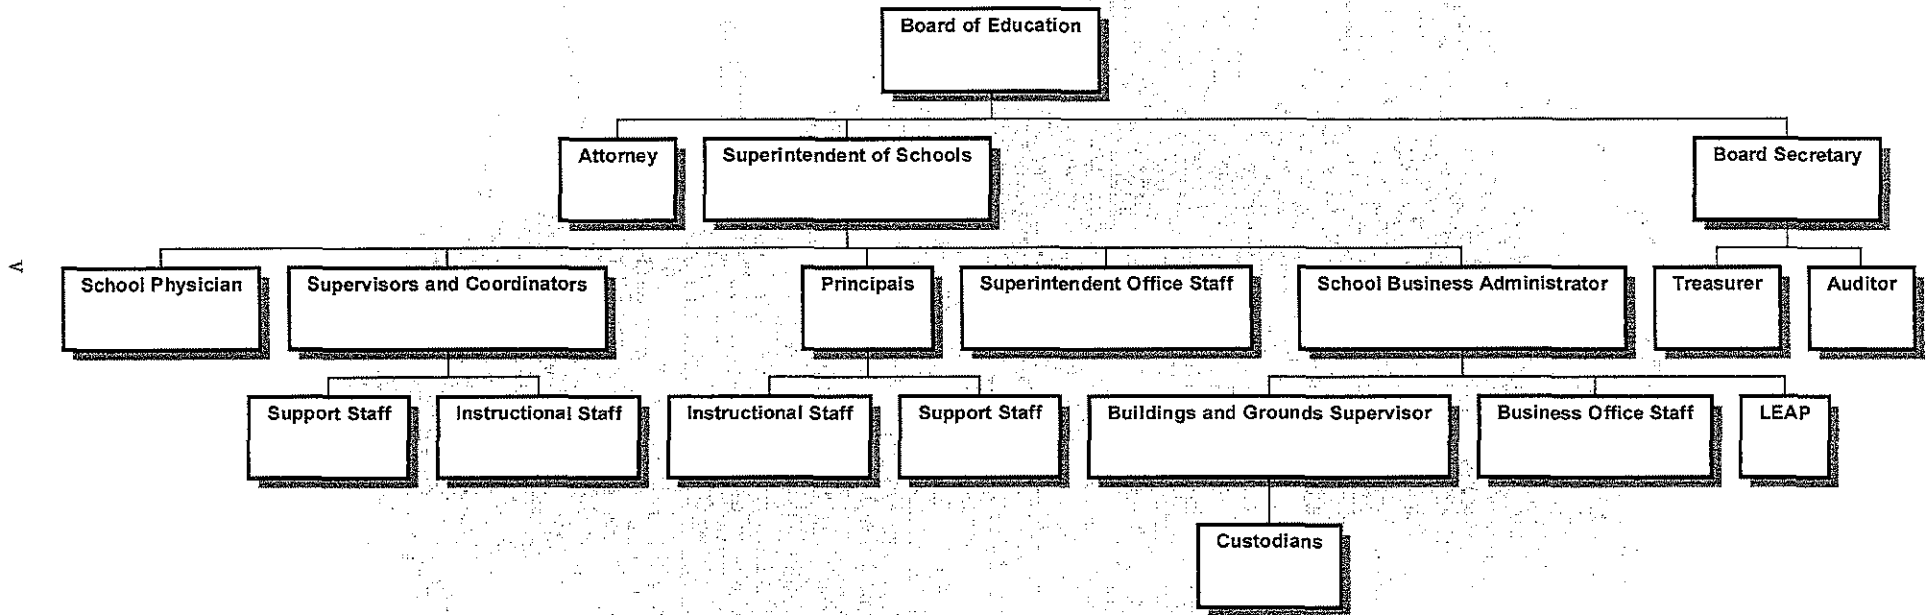 Board of Education
Attorney
Superintendent of Schools
Board Secretary
School Physician
Supervisors and Coordinators
Principals
Superintendent Office Staff
School Business Administrator
Treasurer
Auditor
Support Staff
Instructional Staff
Instructional Staff
Support Staff
Buildings and Grounds Supervisor
Business Office Staff
LEAP
Custodians